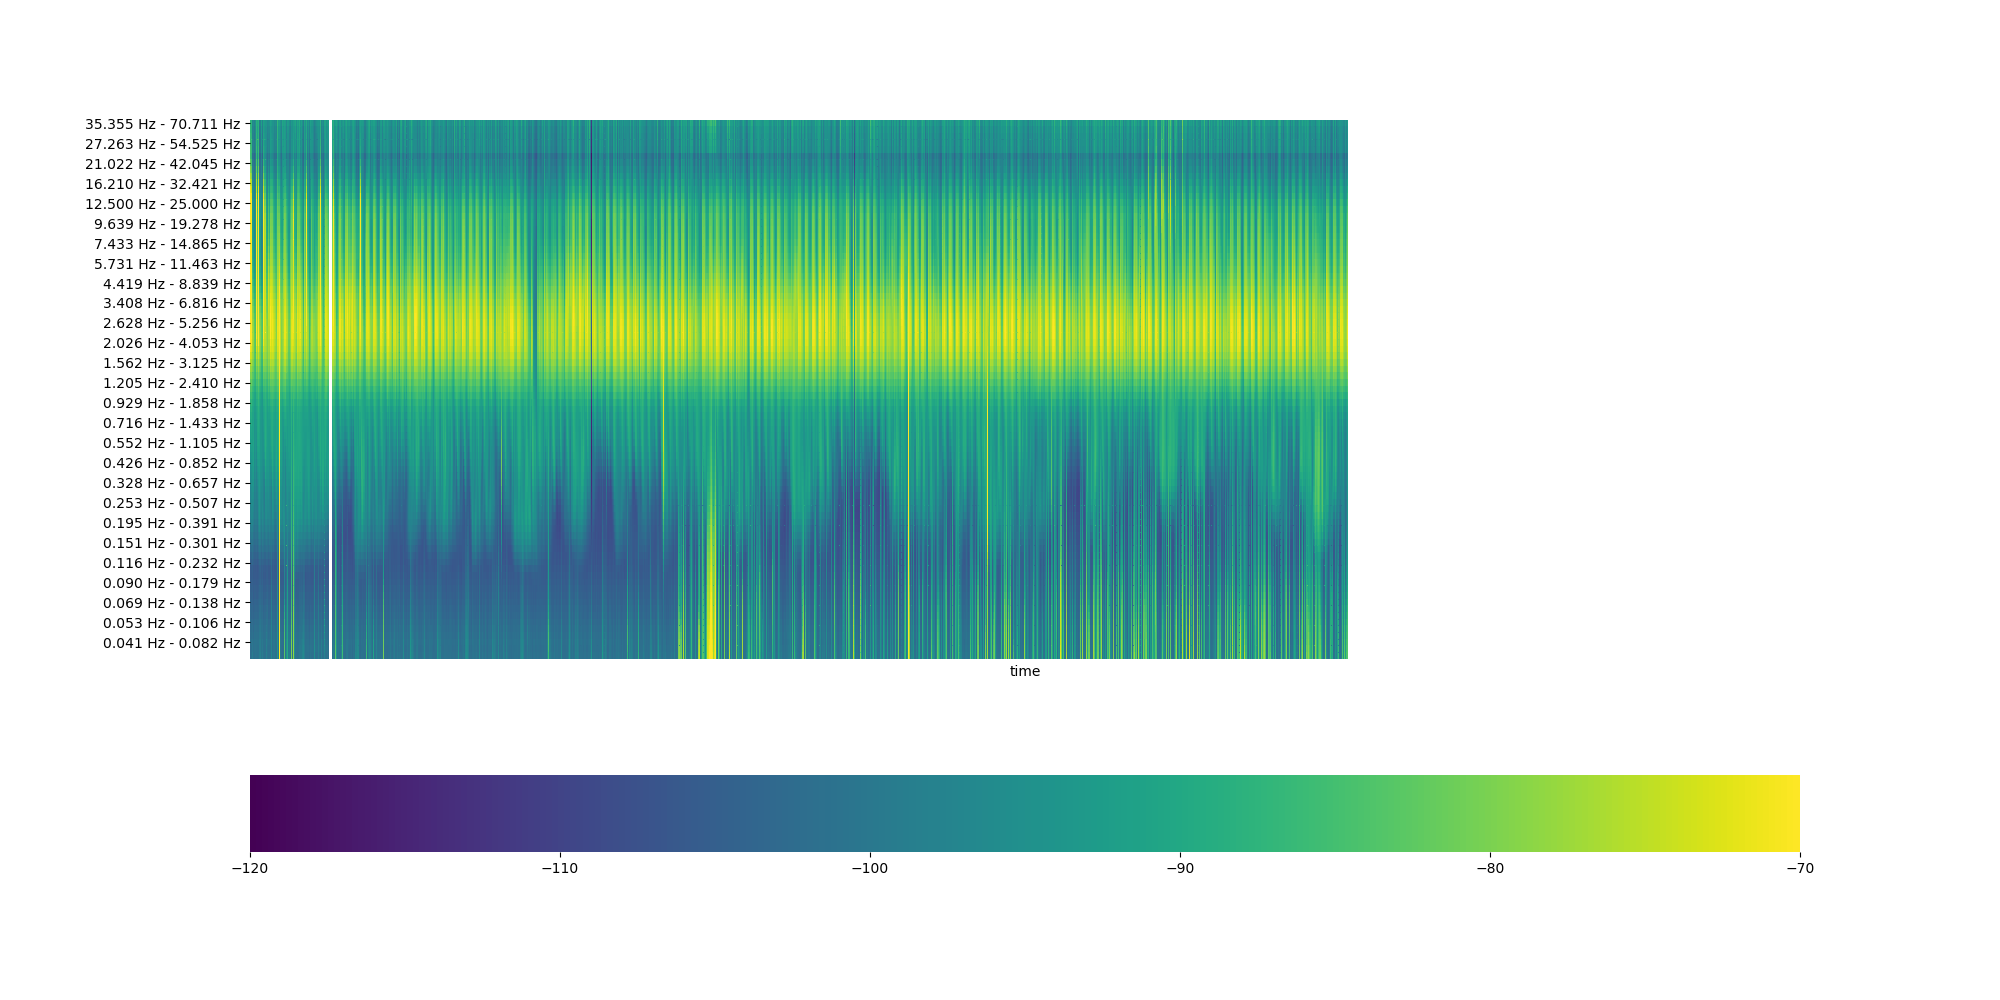 35.355 Hz - 70.711 Hz
27.263 Hz - 54.525 Hz
21.022 Hz - 42.045 Hz
16.210 Hz - 32.421 Hz
12.500 Hz - 25.000 Hz
9.639 Hz - 19.278 Hz
7.433 Hz - 14.865 Hz
5.731 Hz - 11.463 Hz
4.419 Hz - 8.839 Hz
3.408 Hz - 6.816 Hz
2.628 Hz - 5.256 Hz
2.026 Hz - 4.053 Hz
1.562 Hz - 3.125 Hz
1.205 Hz - 2.410 Hz
0.929 Hz - 1.858 Hz
0.716 Hz - 1.433 Hz
0.552 Hz - 1.105 Hz
0.426 Hz - 0.852 Hz
0.328 Hz - 0.657 Hz
0.253 Hz - 0.507 Hz
0.195 Hz - 0.391 Hz
0.151 Hz - 0.301 Hz
0.116 Hz - 0.232 Hz
0.090 Hz - 0.179 Hz
0.069 Hz - 0.138 Hz
0.053 Hz - 0.106 Hz
0.041 Hz - 0.082 Hz
time
−120 −110 −100 −90 −80 −70